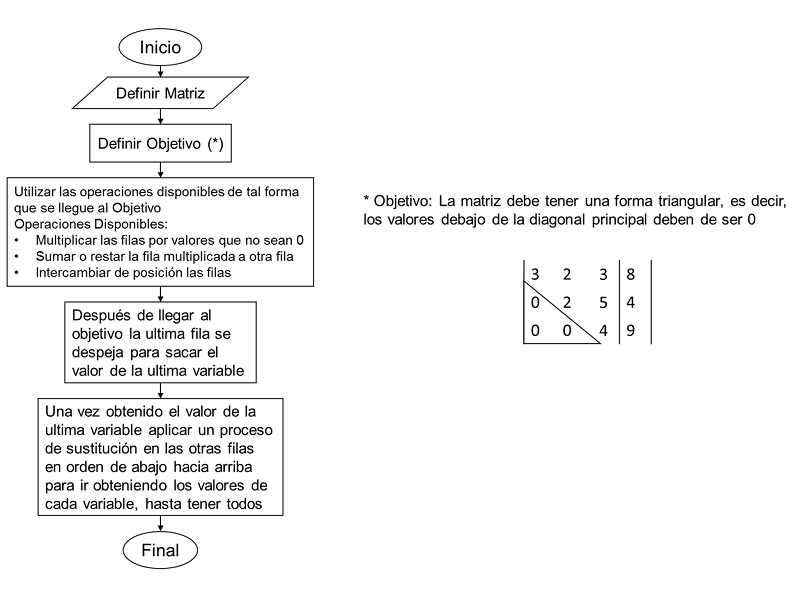 Inicio
Definir Matriz
Definir Objetivo (*)
Utilizar las operaciones disponibles de tal forma
que se llegue al Objetivo
Operaciones Disponibles:
• Multiplicar las filas por valores que no sean 0
• Sumar o restar la fila multiplicada a otra fila
• Intercambiar de posición las filas
Después de llegar al
objetivo la ultima fila se
despeja para sacar el
valor de la ultima variable
Una vez obtenido el valor de la
ultima variable aplicar un proceso
de sustitución en las otras filas
en orden de abajo hacia arriba
para ir obteniendo los valores de
cada variable, hasta tener todos
Final
* Objetivo: La matriz debe tener una forma triangular, es decir,
los valores debajo de la diagonal principal deben de ser 0
3 2 3 8
0 2 5 4
0 0 4 9